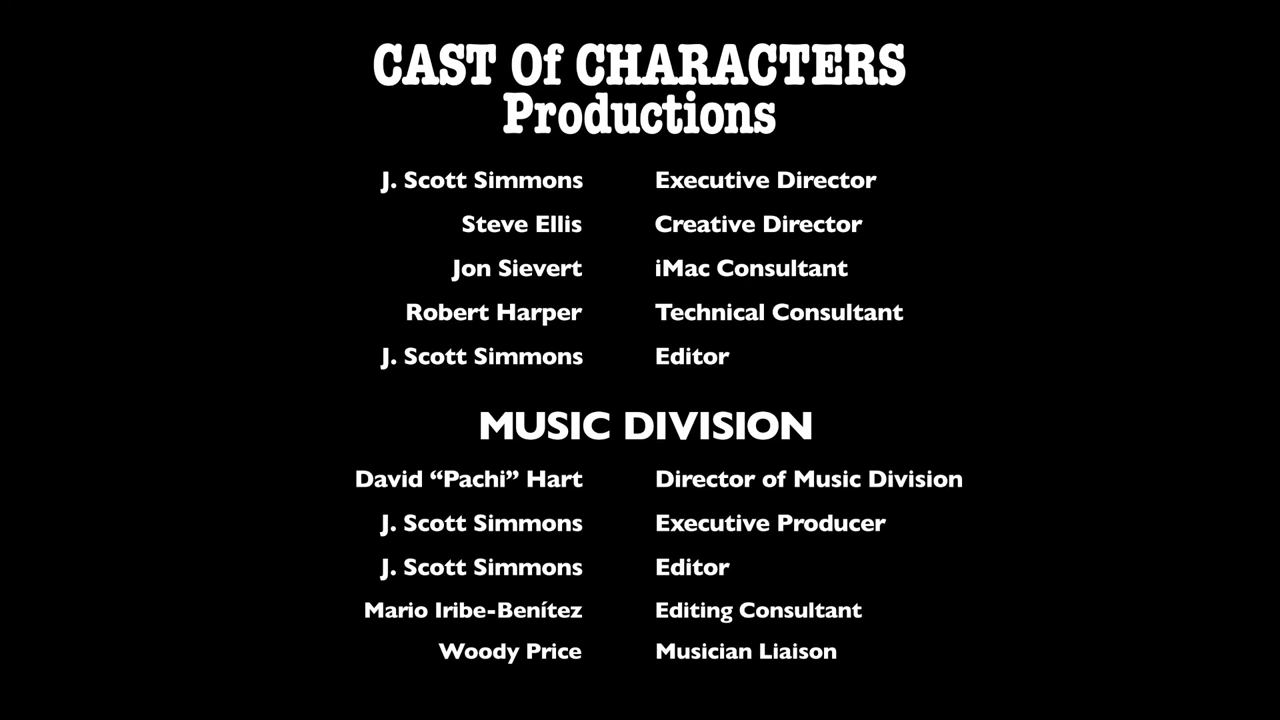 CAST Of CHARACTERS
Productions
J. Scott Simmons Executive Director
Steve Ellis Creative Director
Jon Sievert iMac Consultant
Robert Harper Technical Consultant
J. Scott Simmons Editor
MUSIC DIVISION
David “Pachi” Hart Director of Music Division
J. Scott Simmons Executive Producer
J. Scott Simmons Editor
Mario Iribe-Benítez Editing Consultant
Woody Price Musician Liaison